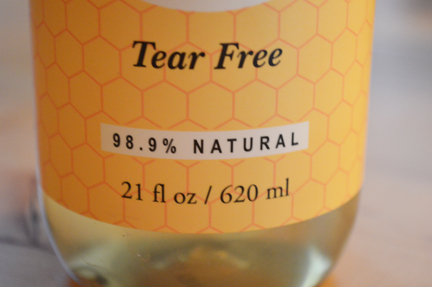 Tear Free
98.9% NATURAL
21 fl oz / 620 ml